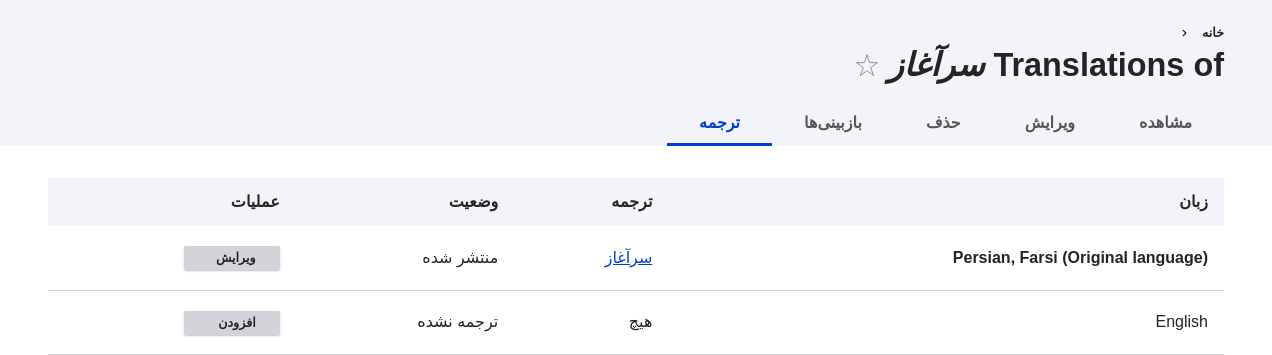 خانه
Translations of سرآغاز
مشاهده ویرایش حذف بازبینی‌ها ترجمه
زبان ترجمه وضعیت عملیات
Persian, Farsi (Original language) سرآغاز منتشر شده ویرایش
English هیچ ترجمه نشده افزودن